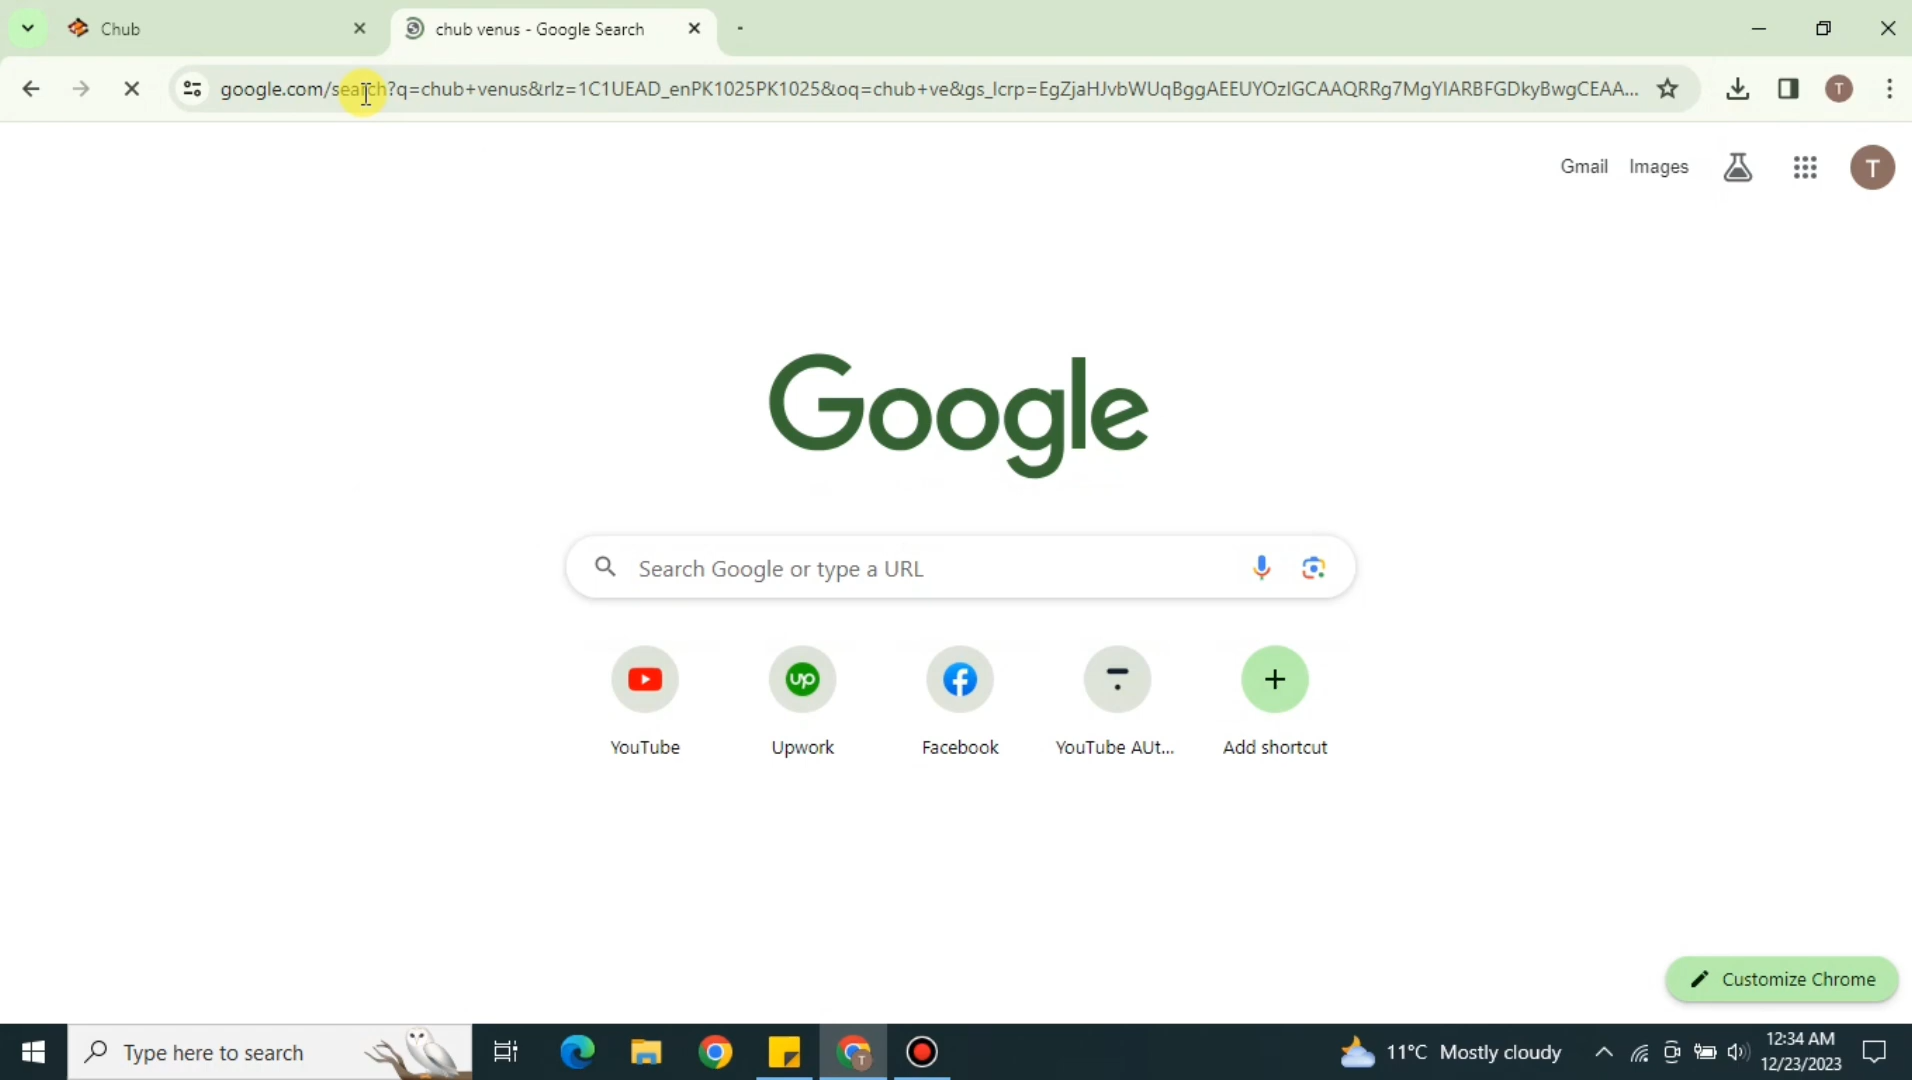 Chub
chub venus - Google Search
google.com/search?q=chub+venus&rlz=1C1UEAD_enPK1025PK1025&oq=chub+ve&gs_lcrp=EgZjaHJvbWUqBggAEEUYOzIGCAAQRRg7MgYIARBFGDkyBwgCEAA...
T
Gmail Images
T
Google
Search Google or type a URL
up
YouTube Upwork Facebook YouTube AUt... Add shortcut
Customize Chrome
Type here to search
T
11°C Mostly cloudy
12:34 AM
12/23/2023